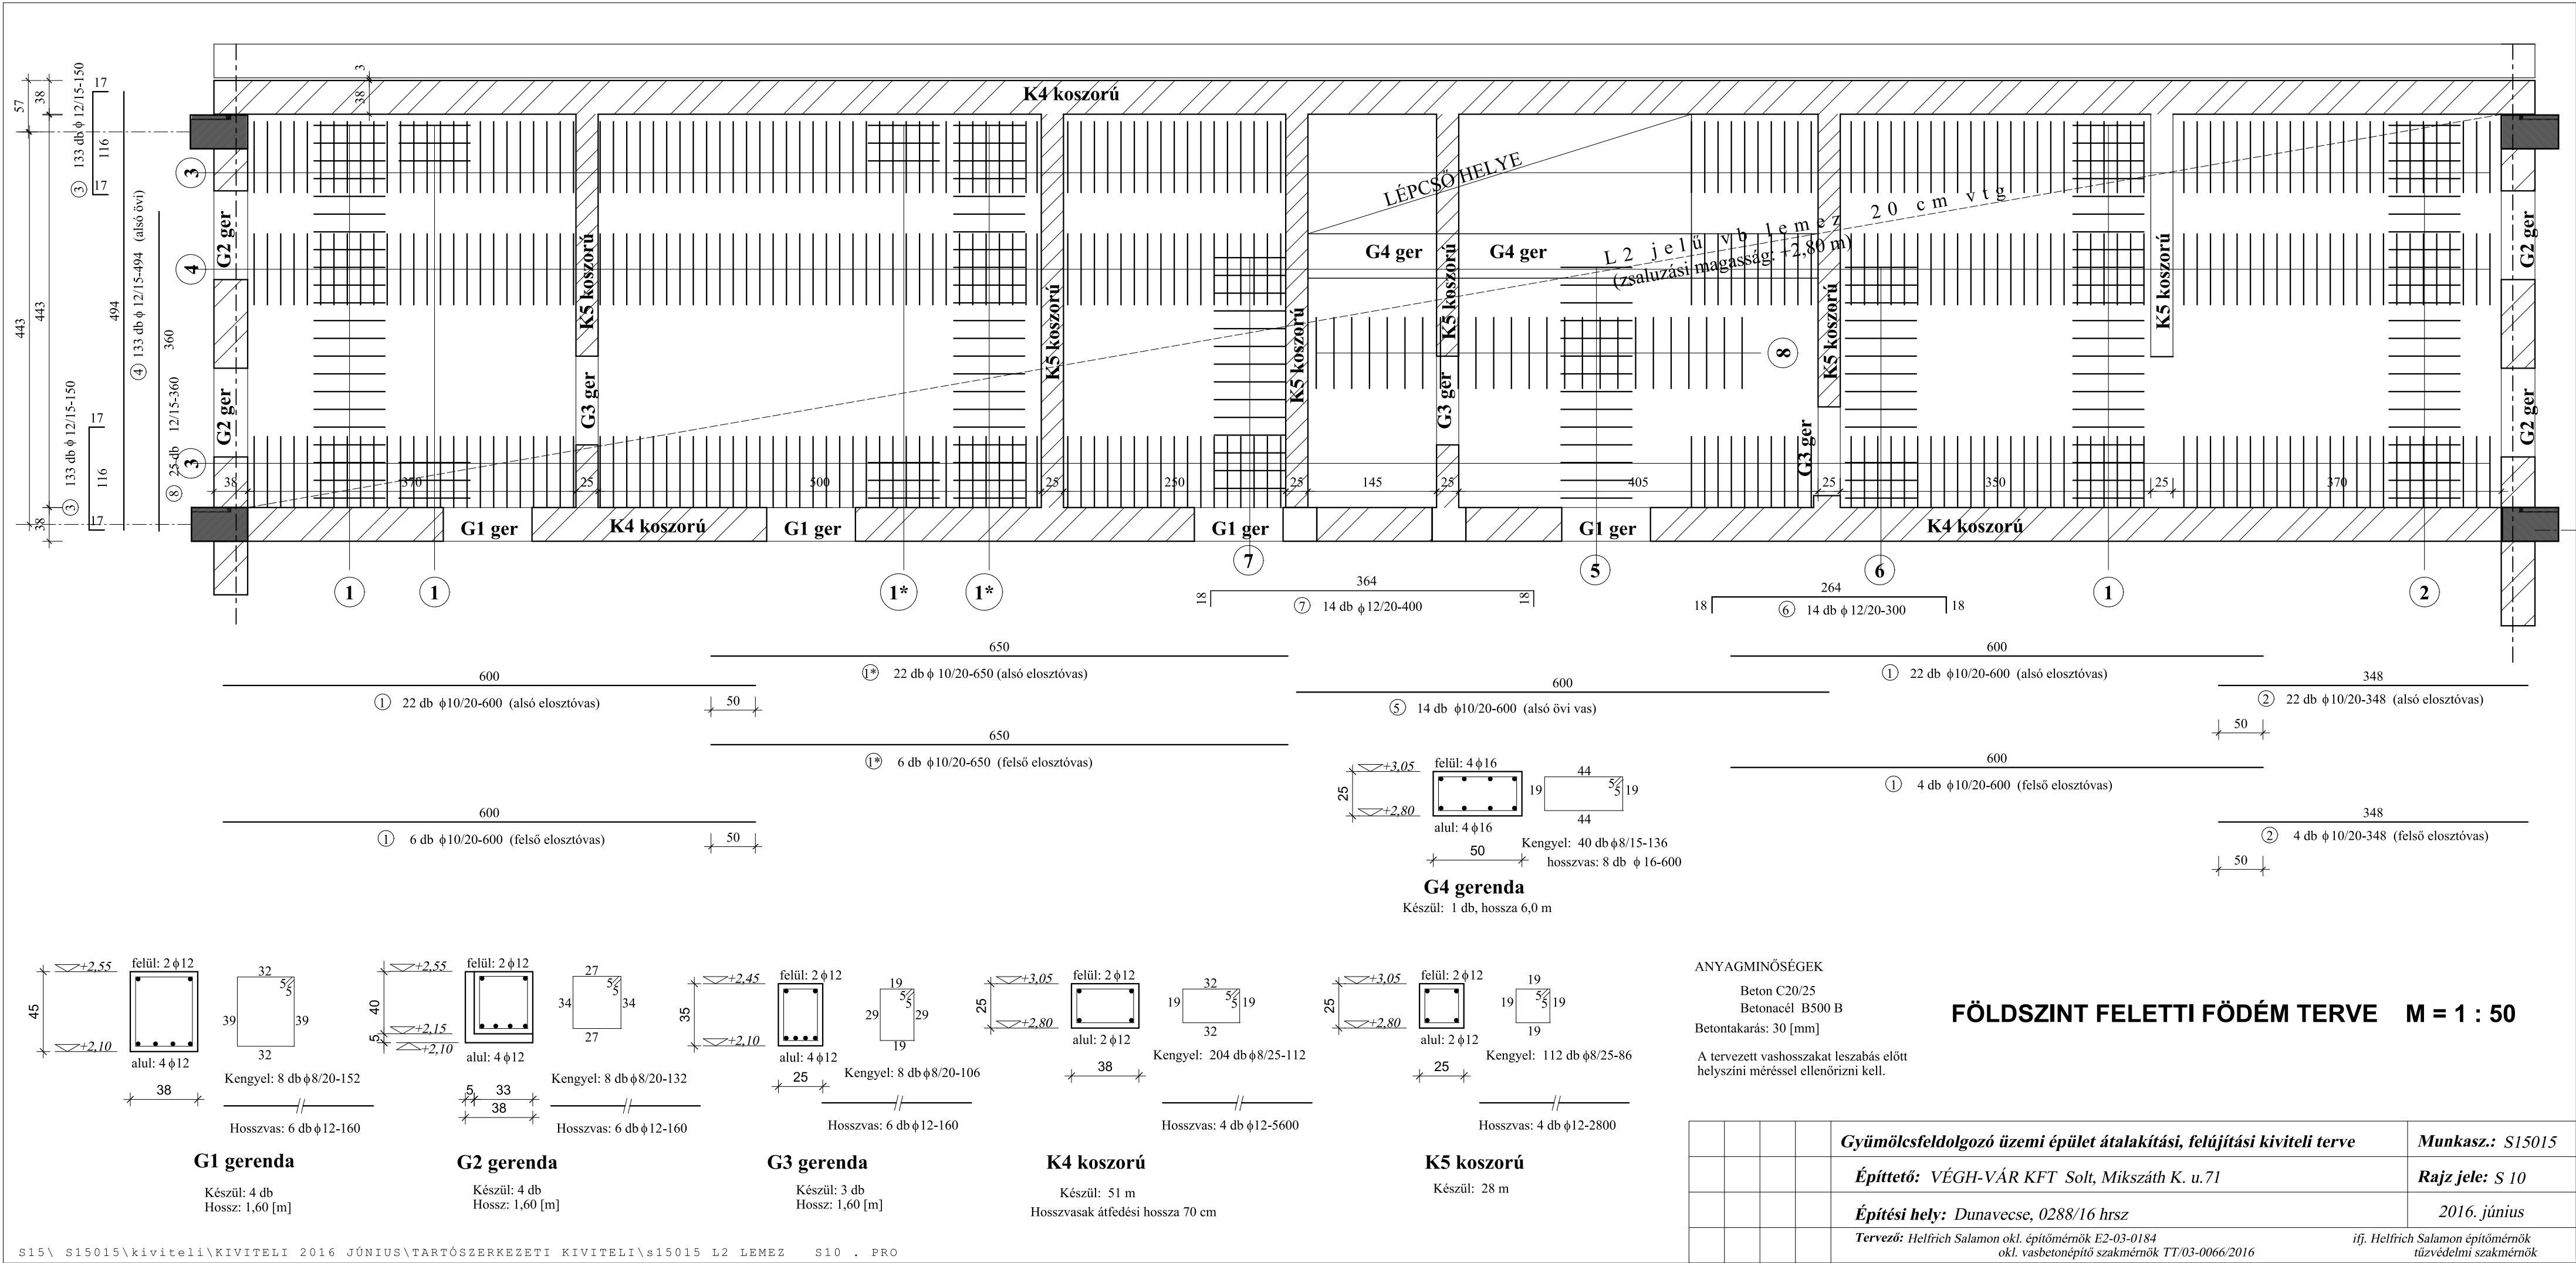 K4 koszorú
3
38
57
38
③ 133 db ϕ 12/15-150
17
116
17
④ 133 db ϕ 12/15-494 (alsó övi)
494
443
443
360
③ 133 db ϕ 12/15-150
17
116
17
38
⑧ 25 db 12/15-360
3
4
3
G2 ger
G2 ger
K5 koszorú
G3 ger
K5 koszorú
K5 koszorú
LÉPCSŐ HELYE
G4 ger
K5 koszorú
G4 ger
G3 ger
L2 jelű vb lemez 20 cm vtg
(zsaluzási magasság: +2,80 m)
8
K5 koszorú
G3 ger
K5 koszorú
G2 ger
G2 ger
38
370
25
500
25
250
25
145
25
405
25
350
25
370
G1 ger
K4 koszorú
G1 ger
G1 ger
G1 ger
K4 koszorú
1
1
1*
1*
7
5
6
1
2
18
364
18
⑦ 14 db ϕ 12/20-400
18
264
18
⑥ 14 db ϕ 12/20-300
650
1* 22 db ϕ 10/20-650 (alsó elosztóvas)
600
① 22 db ϕ10/20-600 (alsó elosztóvas)
50
600
① 22 db ϕ10/20-600 (alsó elosztóvas)
600
⑤ 14 db ϕ10/20-600 (alsó övi vas)
348
② 22 db ϕ10/20-348 (alsó elosztóvas)
50
650
1* 6 db ϕ10/20-650 (felső elosztóvas)
600
① 4 db ϕ10/20-600 (felső elosztóvas)
600
① 6 db ϕ10/20-600 (felső elosztóvas)
50
348
② 4 db ϕ10/20-348 (felső elosztóvas)
50
+3,05
felül: 4ϕ16
44
25
19
5
5
19
+2,80
alul: 4ϕ16
44
50
Kengyel: 40 dbϕ8/15-136
hosszvas: 8 db ϕ 16-600
G4 gerenda
Készül: 1 db, hossza 6,0 m
+2,55
felül: 2ϕ12
32
5
5
45
39
39
+2,10
alul: 4ϕ12
32
38
Kengyel: 8 dbϕ8/20-152
Hosszvas: 6 dbϕ12-160
G1 gerenda
Készül: 4 db
Hossz: 1,60 [m]
+2,55
felül: 2ϕ12
27
5
5
40
34
34
+2,15
27
5
+2,10
alul: 4ϕ12
Kengyel: 8 dbϕ8/20-132
5
33
38
Hosszvas: 6 dbϕ12-160
G2 gerenda
Készül: 4 db
Hossz: 1,60 [m]
+2,45
felül: 2ϕ12
19
5
5
35
29
29
+2,10
19
alul: 4ϕ12
25
Kengyel: 8 dbϕ8/20-106
Hosszvas: 6 dbϕ12-160
G3 gerenda
Készül: 3 db
Hossz: 1,60 [m]
+3,05
felül: 2ϕ12
32
25
19
5
5
19
+2,80
32
alul: 2ϕ12
Kengyel: 204 dbϕ8/25-112
38
Hosszvas: 4 dbϕ12-5600
K4 koszorú
Készül: 51 m
Hosszvasak átfedési hossza 70 cm
+3,05
felül: 2ϕ12
19
25
19
5
5
19
+2,80
19
alul: 2ϕ12
Kengyel: 112 dbϕ8/25-86
25
Hosszvas: 4 dbϕ12-2800
K5 koszorú
Készül: 28 m
ANYAGMINŐSÉGEK
Beton C20/25
Betonacél B500 B
Betontakarás: 30 [mm]
A tervezett vashosszakat leszabás előtt
helyszíni méréssel ellenőrizni kell.
FÖLDSZINT FELETTI FÖDÉM TERVE M = 1 : 50
Gyümölcsfeldolgozó üzemi épület átalakítási, felújítási kiviteli terve
Munkasz.: S15015
Építtető: VÉGH-VÁR KFT Solt, Mikszáth K. u.71
Rajz jele: S 10
Építési hely: Dunavecse, 0288/16 hrsz
2016. június
Tervező: Helfrich Salamon okl. építőmérnök E2-03-0184
ifj. Helfrich Salamon építőmérnök
okl. vasbetonépítő szakmérnök TT/03-0066/2016
tűzvédelmi szakmérnök
S15\ S15015\kiviteli\KIVITELI 2016 JÚNIUS\TARTÓSZERKEZETI KIVITELI\s15015 L2 LEMEZ S10 . PRO